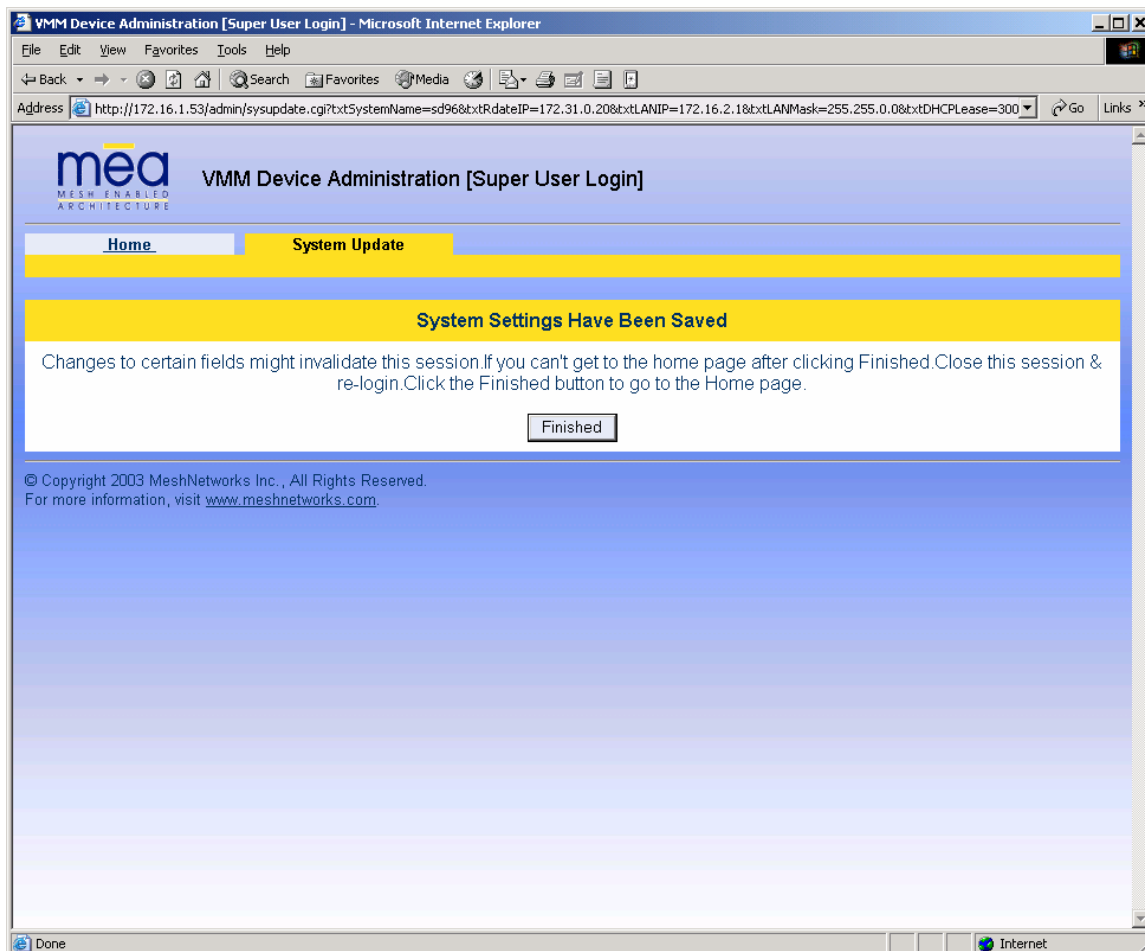 VMM Device Administration [Super User Login] - Microsoft Internet Explorer
File Edit View Favorites Tools Help
Back Search Favorites Media
Address http://172.16.1.53/admin/sysupdate.cgi?txtSystemName=sd96&txtRdateIP=172.31.0.20&txtLANIP=172.16.2.1&txtLANMask=255.255.0.0&txtDHCPLease=300 Go Links »
mēa
MESH ENABLED
ARCHITECTURE
VMM Device Administration [Super User Login]
Home System Update
System Settings Have Been Saved
Changes to certain fields might invalidate this session.If you can't get to the home page after clicking Finished.Close this session &
re-login.Click the Finished button to go to the Home page.
Finished
© Copyright 2003 MeshNetworks Inc., All Rights Reserved.
For more information, visit www.meshnetworks.com.
Done Internet